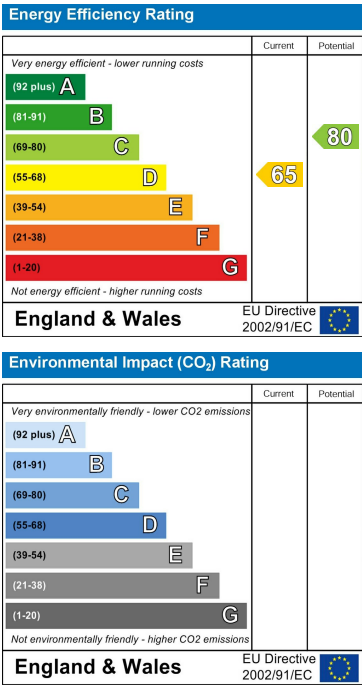 Energy Efficiency Rating
Current Potential
Very energy efficient - lower running costs
(92 plus) A
(81-91) B
(69-80) C
80
(55-68) D
65
(39-54) E
(21-38) F
(1-20) G
Not energy efficient - higher running costs
England & Wales
EU Directive
2002/91/EC
Environmental Impact (CO₂) Rating
Current Potential
Very environmentally friendly - lower CO2 emissions
(92 plus) A
(81-91) B
(69-80) C
(55-68) D
(39-54) E
(21-38) F
(1-20) G
Not environmentally friendly - higher CO2 emissions
England & Wales
EU Directive
2002/91/EC